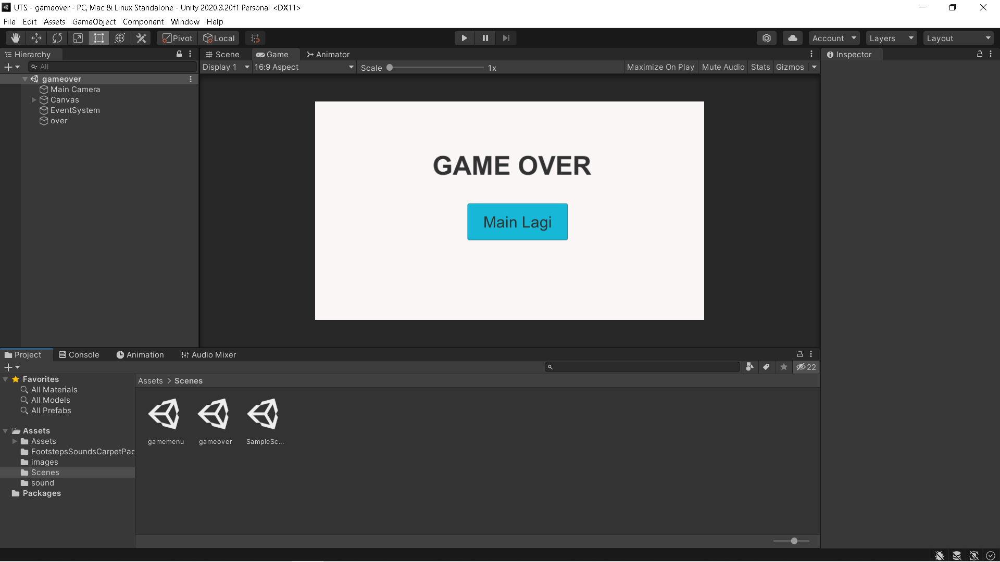 UTS - gameover - PC, Mac & Linux Standalone - Unity 2020.3.20f1 Personal <DX11>
File Edit Assets GameObject Component Window Help
Pivot Local Account Layers Layout
Hierarchy
All
gameover
Main Camera
Canvas
EventSystem
over
Scene Game Animator
Display 1 16:9 Aspect Scale 1x Maximize On Play Mute Audio Stats Gizmos
GAME OVER
Main Lagi
Inspector
Project Console Animation Audio Mixer
22
Favorites
All Materials
All Models
All Prefabs
Assets
Assets
FootstepsSoundsCarpetPac
images
Scenes
sound
Packages
Assets > Scenes
gamemenu gameover SampleSc...